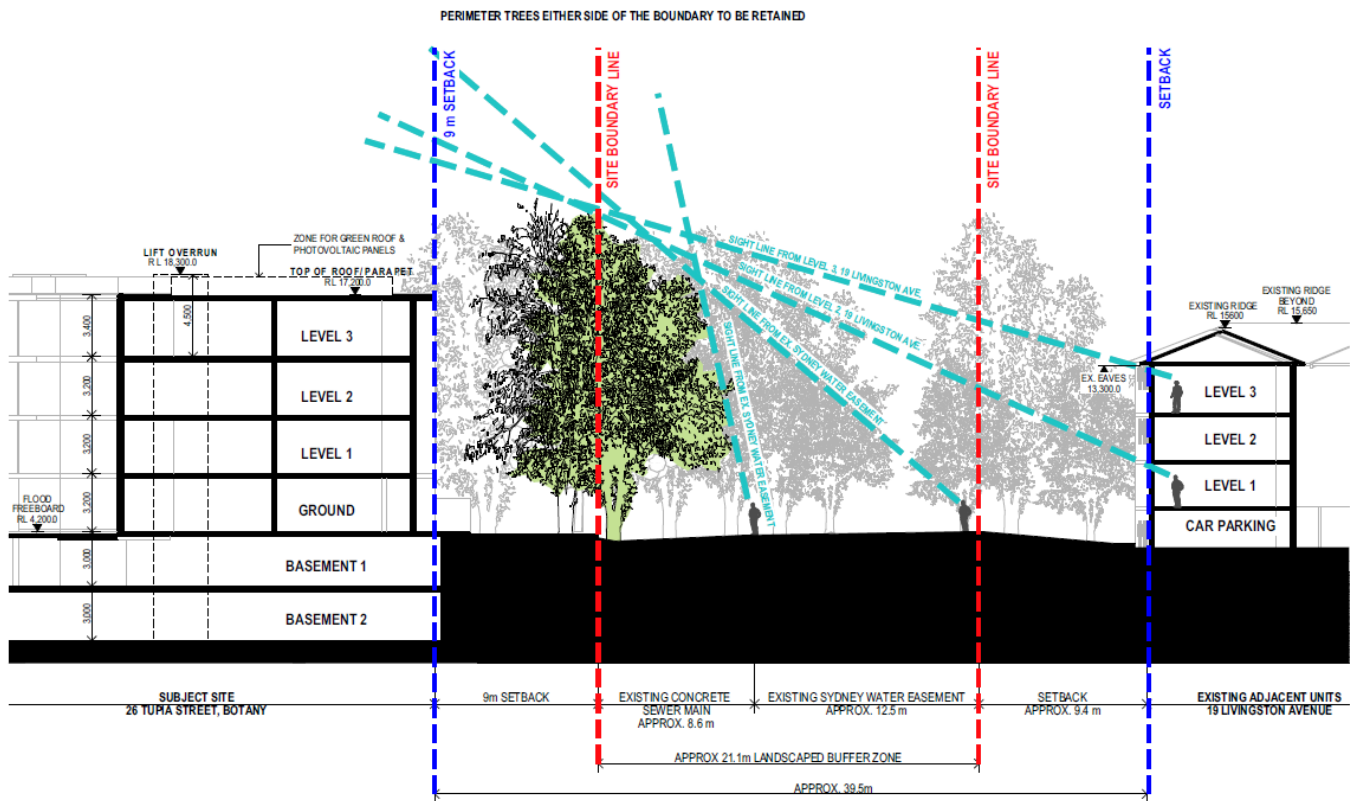 PERIMETER TREES EITHER SIDE OF THE BOUNDARY TO BE RETAINED
9 m SETBACK
SITE BOUNDARY LINE
SITE BOUNDARY LINE
SETBACK
ZONE FOR GREEN ROOF &
PHOTOVOLTAIC PANELS
LIFT OVERRUN
RL 18,300.0
TOP OF ROOF/PARAPET
RL 17,200.0
4,500
3,400
3,200
3,200
3,200
3,000
3,000
LEVEL 3
LEVEL 2
LEVEL 1
GROUND
BASEMENT 1
BASEMENT 2
FLOOD
FREEBOARD
RL 4,200.0
SIGHT LINE FROM LEVEL 3, 19 LIVINGSTON AVE.
SIGHT LINE FROM LEVEL 2, 19 LIVINGSTON AVE.
SIGHT LINE FROM EX. SYDNEY WATER EASEMENT
SIGHT LINE FROM EX. SYDNEY WATER EASEMENT
EXISTING RIDGE
RL 15600
EXISTING RIDGE
BEYOND
RL 15,650
EX. EAVES
13,300.0
LEVEL 3
LEVEL 2
LEVEL 1
CAR PARKING
SUBJECT SITE
26 TUPIA STREET, BOTANY
9m SETBACK
EXISTING CONCRETE
SEWER MAIN
APPROX. 8.6 m
EXISTING SYDNEY WATER EASEMENT
APPROX. 12.5 m
SETBACK
APPROX. 9.4 m
EXISTING ADJACENT UNITS
19 LIVINGSTON AVENUE
APPROX 21.1m LANDSCAPED BUFFER ZONE
APPROX. 39.5m